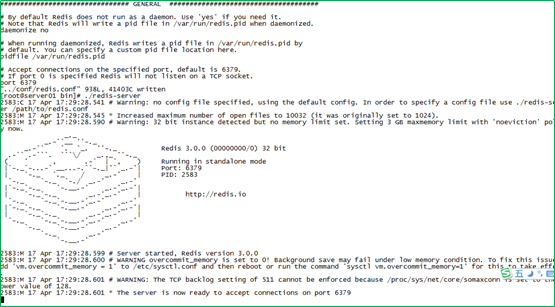 ################################ GENERAL ####################################
# By default Redis does not run as a daemon. Use 'yes' if you need it.
# Note that Redis will write a pid file in /var/run/redis.pid when daemonized.
daemonize no
# When running daemonized, Redis writes a pid file in /var/run/redis.pid by
# default. You can specify a custom pid file location here.
pidfile /var/run/redis.pid
# Accept connections on the specified port, default is 6379.
# If port 0 is specified Redis will not listen on a TCP socket.
port 6379
"../conf/redis.conf" 938L, 41403C written
[root@server01 bin]# ./redis-server
2583:C 17 Apr 17:29:28.541 # Warning: no config file specified, using the default config. In order to specify a config file use ./redis-se
r /path/to/redis.conf
2583:M 17 Apr 17:29:28.545 * Increased maximum number of open files to 10032 (it was originally set to 1024).
2583:M 17 Apr 17:29:28.590 # Warning: 32 bit instance detected but no memory limit set. Setting 3 GB maxmemory limit with 'noeviction' pol
y now.
Redis 3.0.0 (00000000/0) 32 bit
Running in standalone mode
Port: 6379
PID: 2583
http://redis.io
2583:M 17 Apr 17:29:28.599 # Server started, Redis version 3.0.0
2583:M 17 Apr 17:29:28.600 # WARNING overcommit_memory is set to 0! Background save may fail under low memory condition. To fix this issue
dd 'vm.overcommit_memory = 1' to /etc/sysctl.conf and then reboot or run the command 'sysctl vm.overcommit_memory=1' for this to take effe
2583:M 17 Apr 17:29:28.601 # WARNING: The TCP backlog setting of 511 cannot be enforced because /proc/sys/net/core/somaxconn is set to
ower value of 128.
2583:M 17 Apr 17:29:28.601 * The server is now ready to accept connections on port 6379